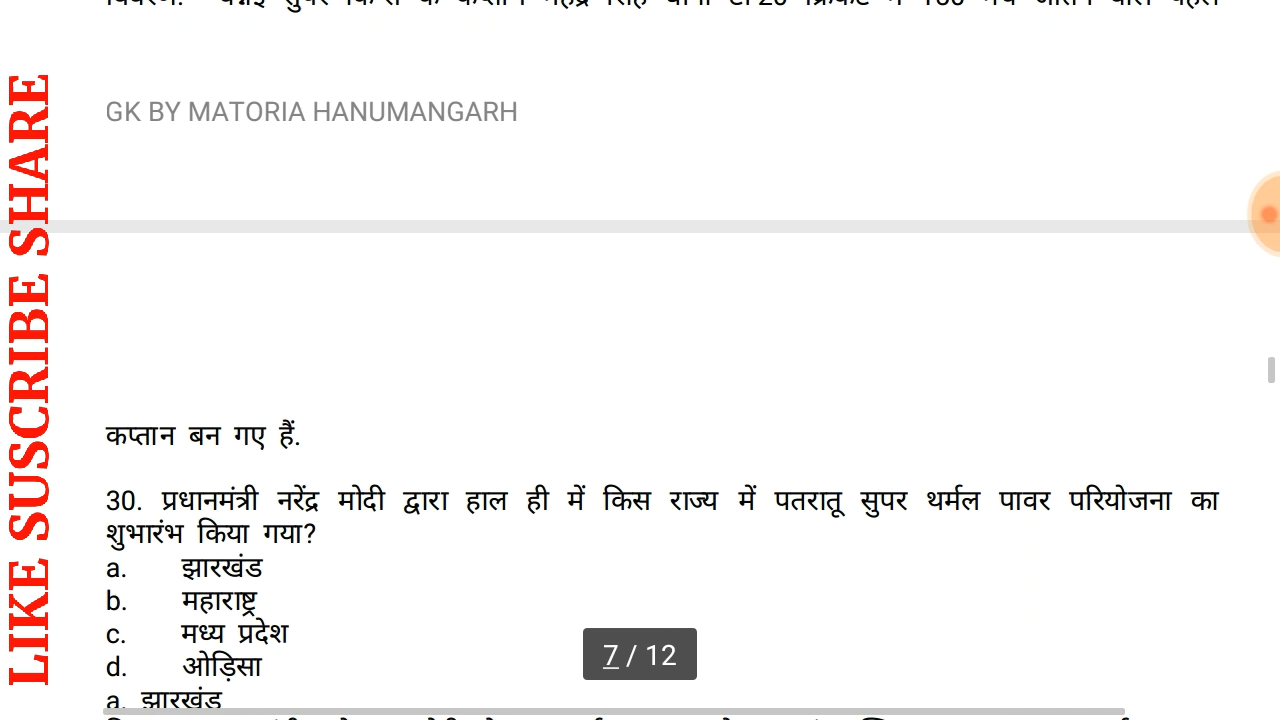 GK BY MATORIA HANUMANGARH
LIKE SUSCRIBE SHARE
कप्तान बन गए हैं.
30. प्रधानमंत्री नरेंद्र मोदी द्वारा हाल ही में किस राज्य में पतरातू सुपर थर्मल पावर परियोजना का
शुभारंभ किया गया?
a. झारखंड
b. महाराष्ट्र
c. मध्य प्रदेश
d. ओड़िसा
a. झारखंड
7 / 12